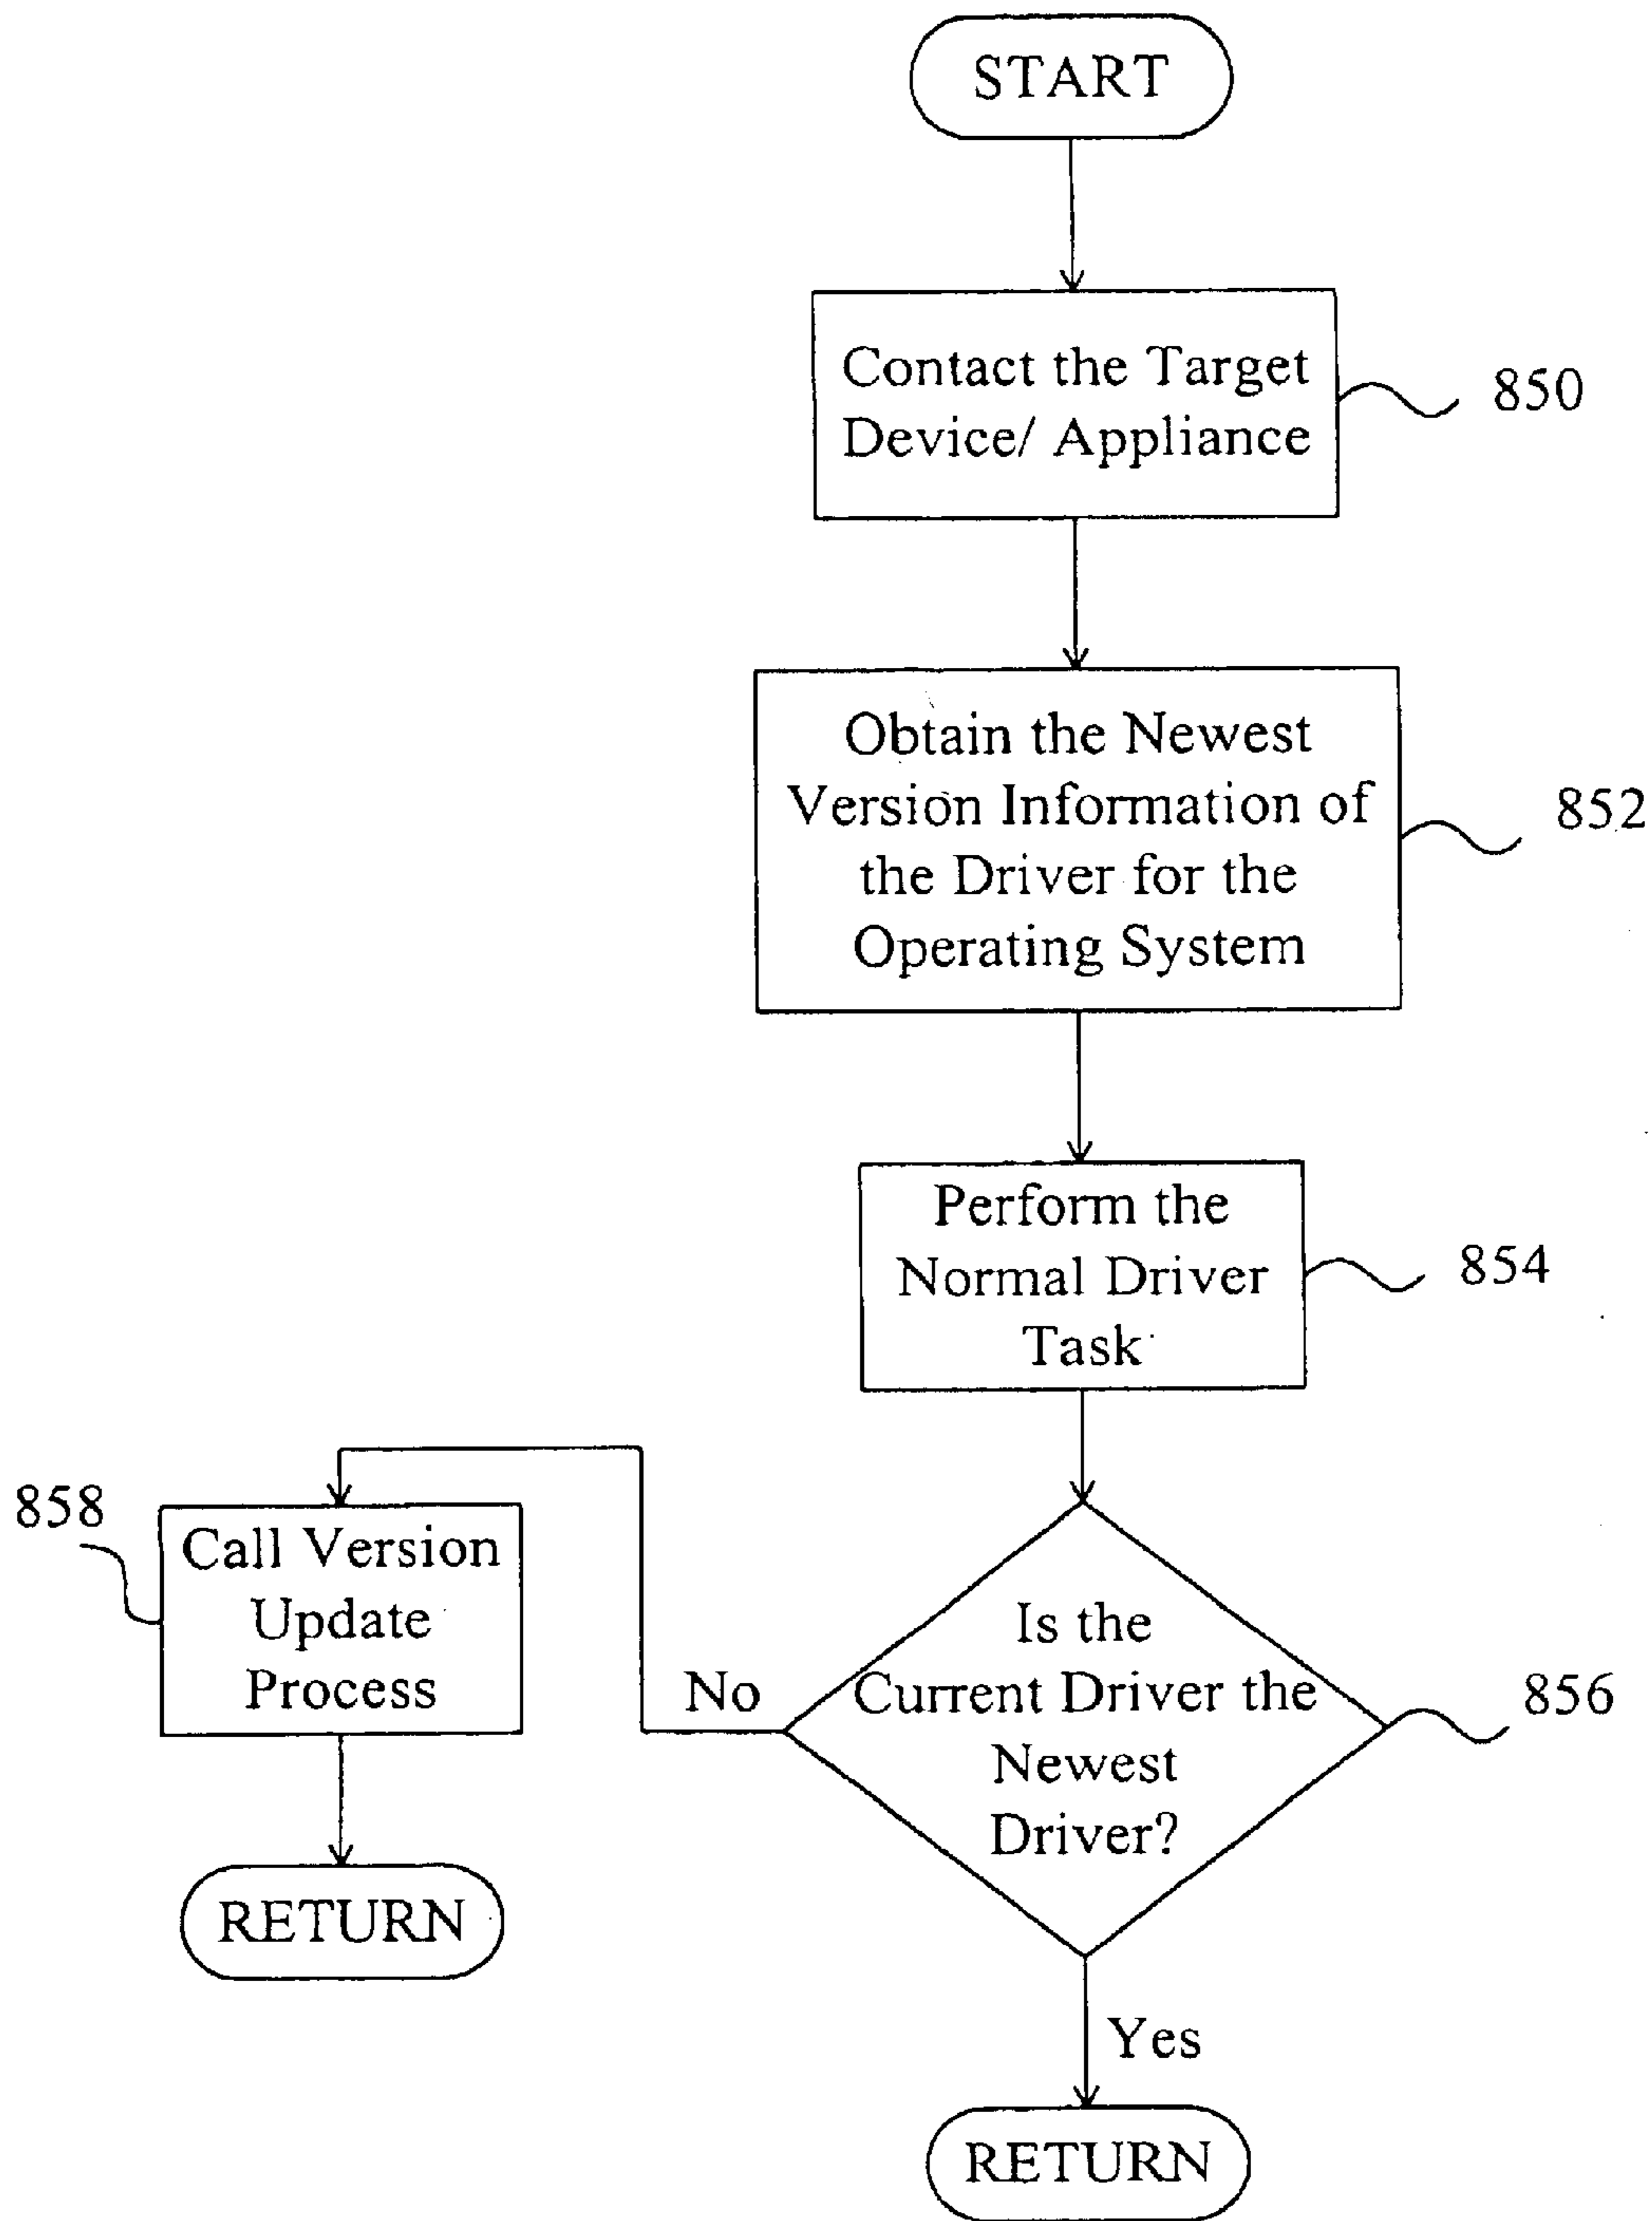 START
Contact the Target
Device/ Appliance
850
Obtain the Newest
Version Information of
the Driver for the
Operating System
852
Perform the
Normal Driver
Task
854
Is the
Current Driver the
Newest
Driver?
856
No
858
Call Version
Update
Process
RETURN
Yes
RETURN